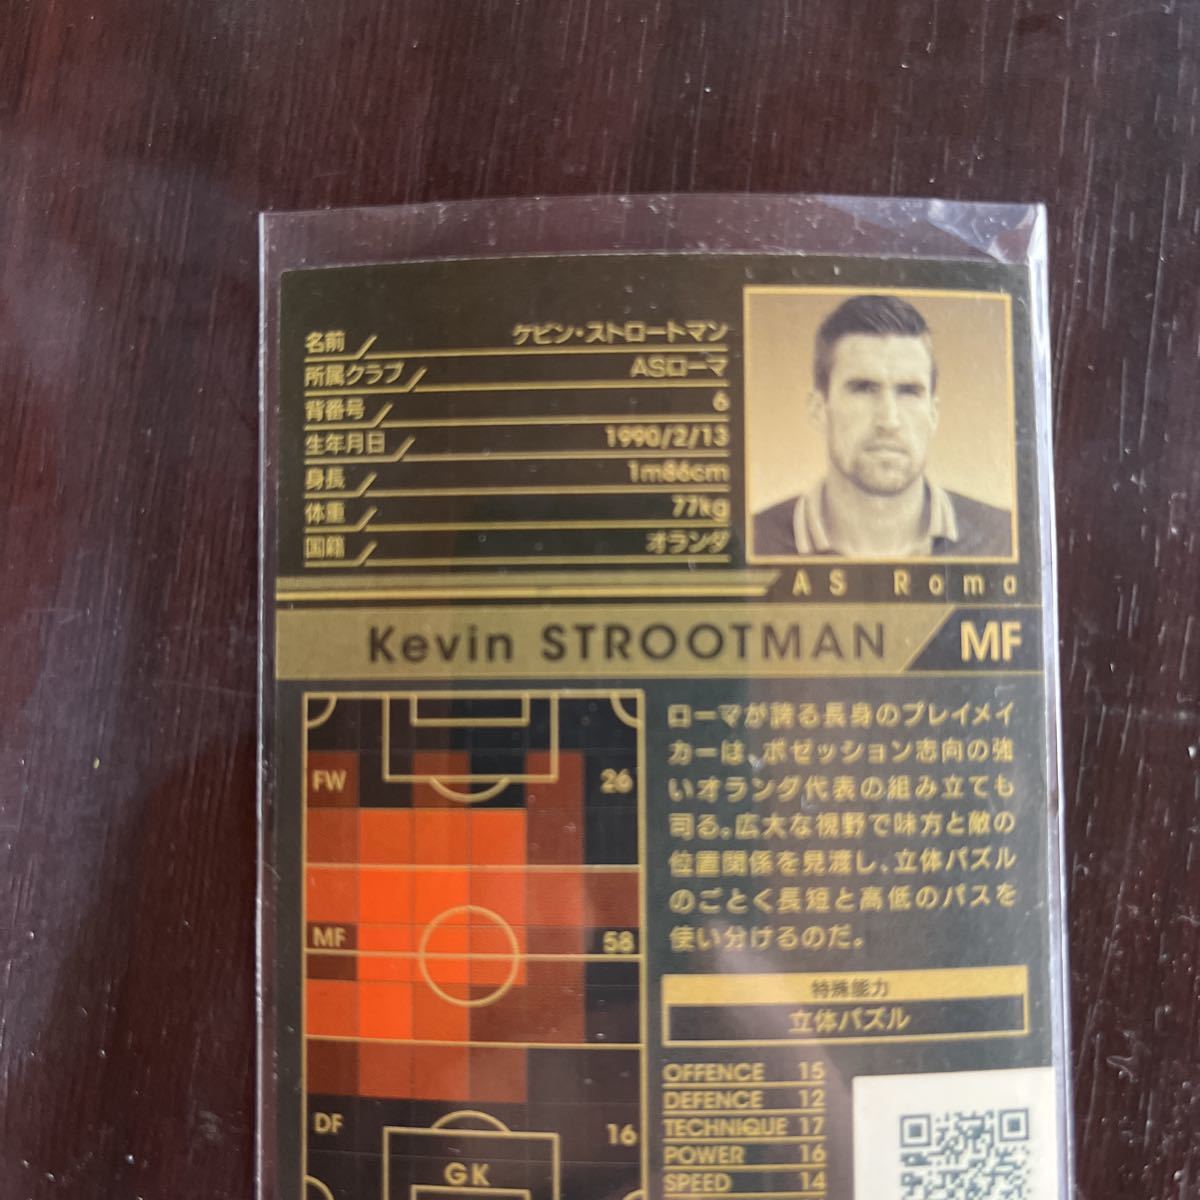 名前 ケビン・ストロートマン
所属クラブ ASローマ
背番号 6
生年月日 1990/2/13
身長 1m86cm
体重 77kg
国籍 オランダ
AS Roma
Kevin STROOTMAN MF
FW 26
MF 58
DF 16
GK
ローマが誇る長身のプレイメイ
カーは、ポゼッション志向の強
いオランダ代表の組み立ても
司る。広大な視野で味方と敵の
位置関係を見渡し、立体パズル
のごとく長短と高低のパスを
使い分けるのだ。
特殊能力
立体パズル
OFFENCE 15
DEFENCE 12
TECHNIQUE 17
POWER 16
SPEED 14